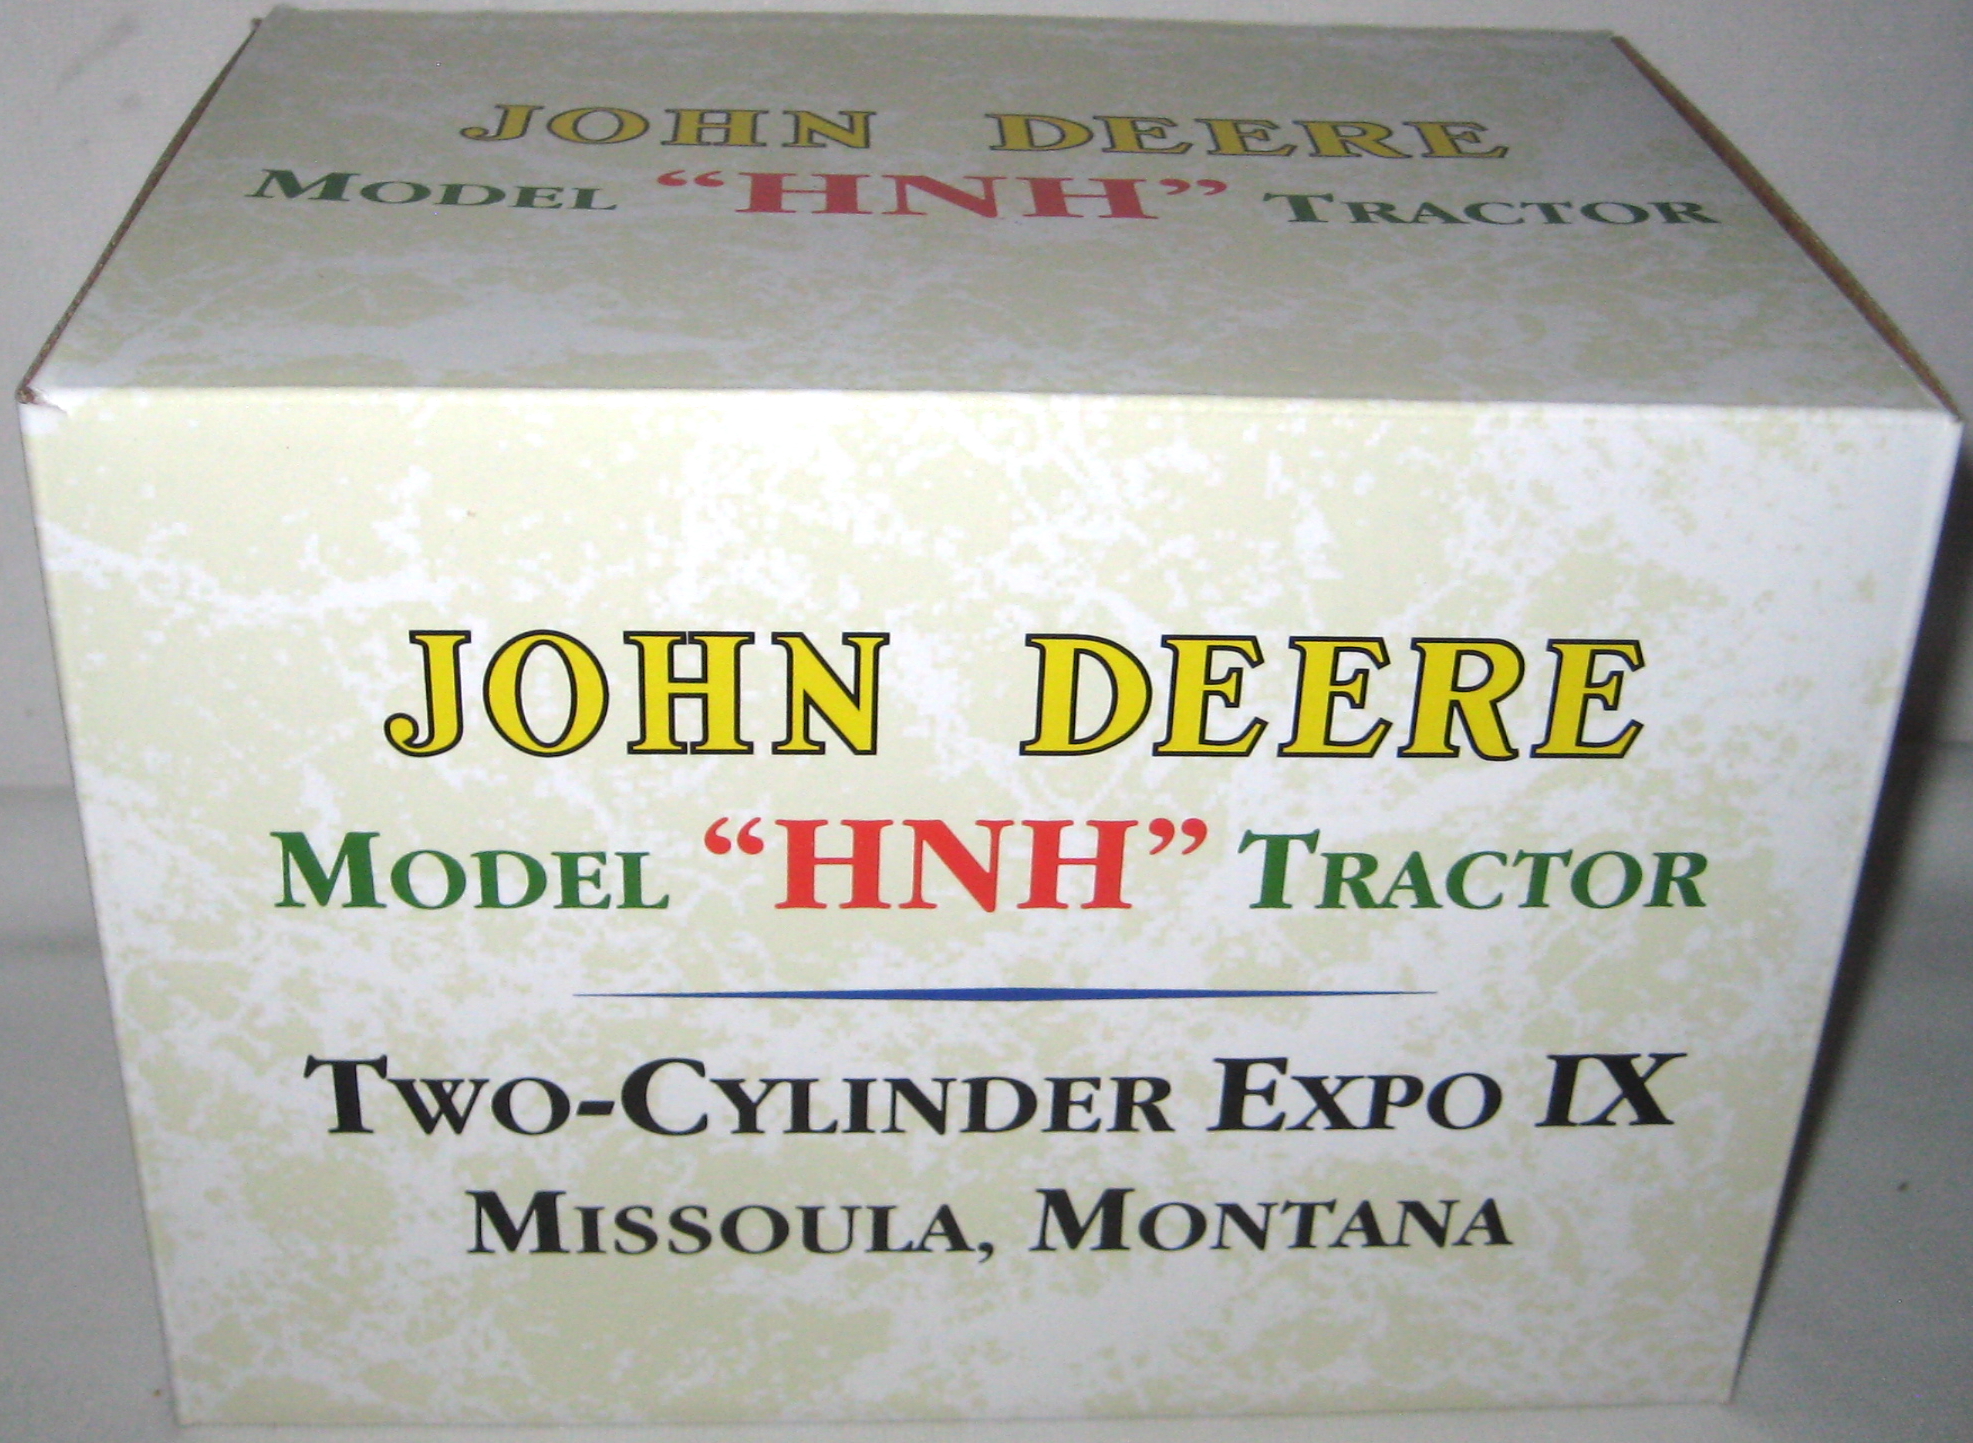 JOHN DEERE
MODEL “HNH” TRACTOR
JOHN DEERE
MODEL “HNH” TRACTOR
TWO-CYLINDER EXPO IX
MISSOULA, MONTANA